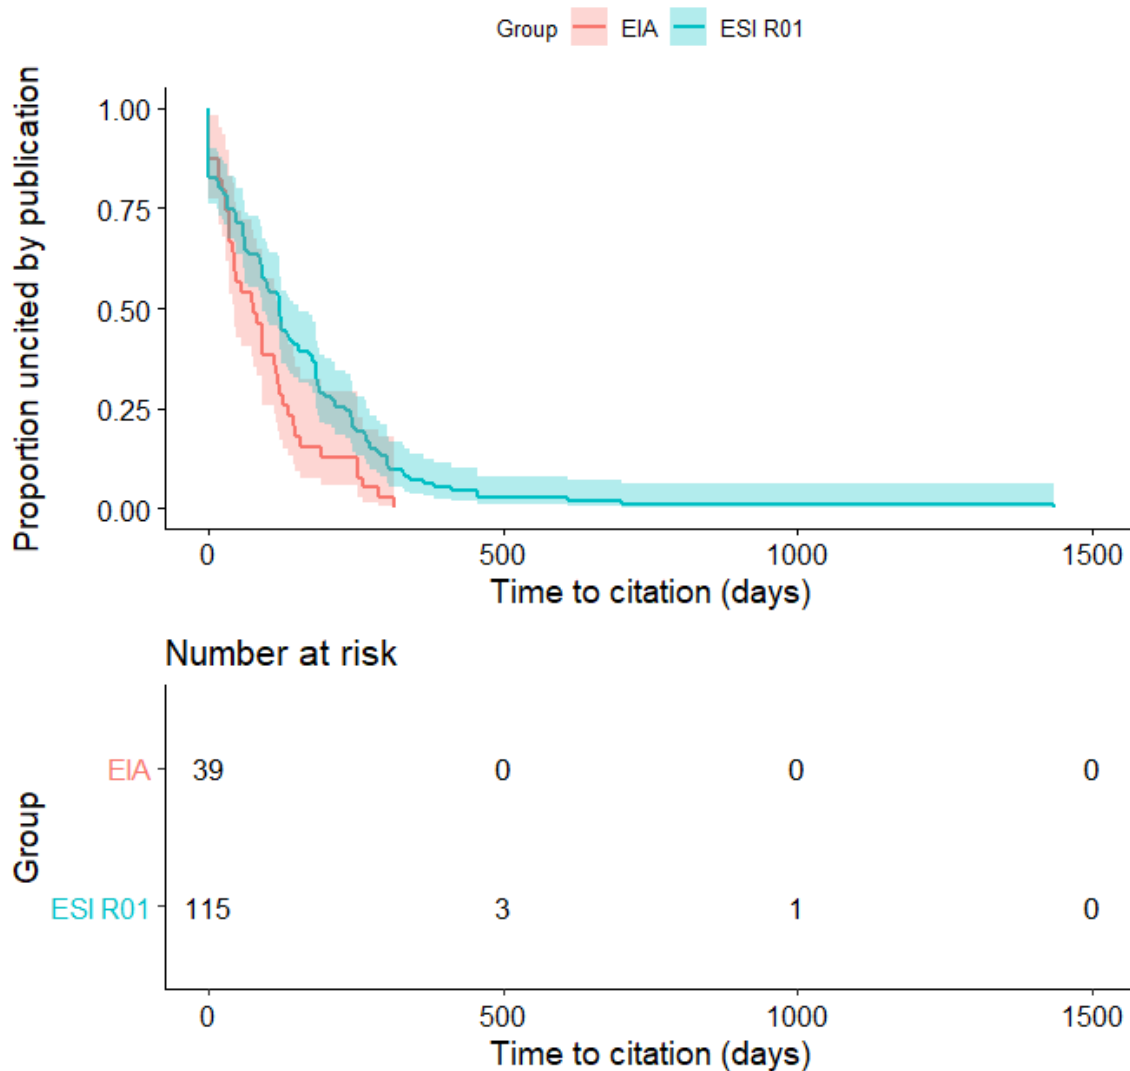 Group EIA ESI R01
Proportion uncited by publication
1.00
0.75
0.50
0.25
0.00
0 500 1000 1500
Time to citation (days)
Number at risk
Group
EIA 39 0 0 0
ESI R01 115 3 1 0
0 500 1000 1500
Time to citation (days)